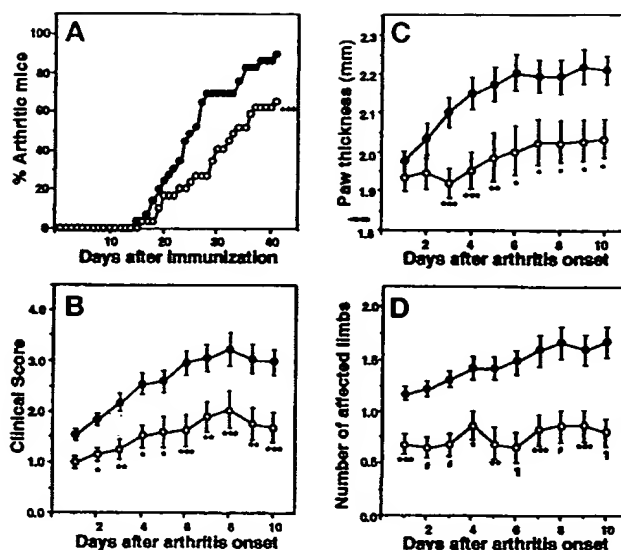 A
% Arthritic mice
100
80
60
40
20
0
0 10 20 30 40
Days after immunization
****
B
Clinical Score
4.0
3.0
2.0
1.0
0.0
2 4 6 8 10
Days after arthritis onset
C
Paw thickness (mm)
2.3
2.2
2.1
2.0
1.9
1.8
2 4 6 8 10
Days after arthritis onset
D
Number of affected limbs
2.0
1.5
1.0
0.5
0.0
2 4 6 8 10
Days after arthritis onset